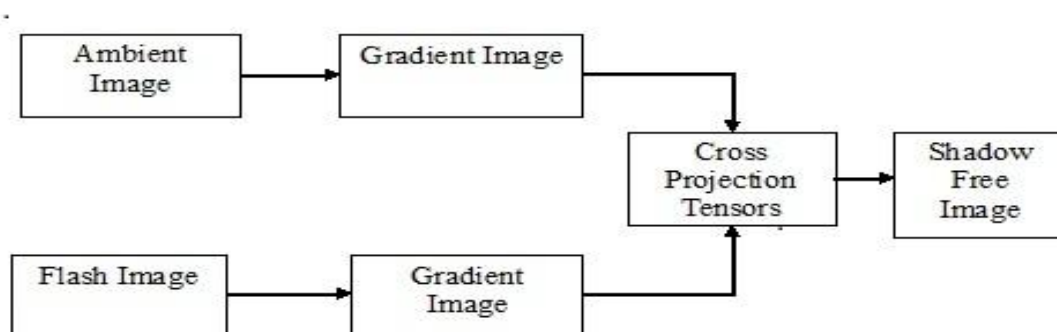 Ambient
Image
Gradient Image
Cross
Projection
Tensors
Shadow
Free
Image
Flash Image
Gradient
Image